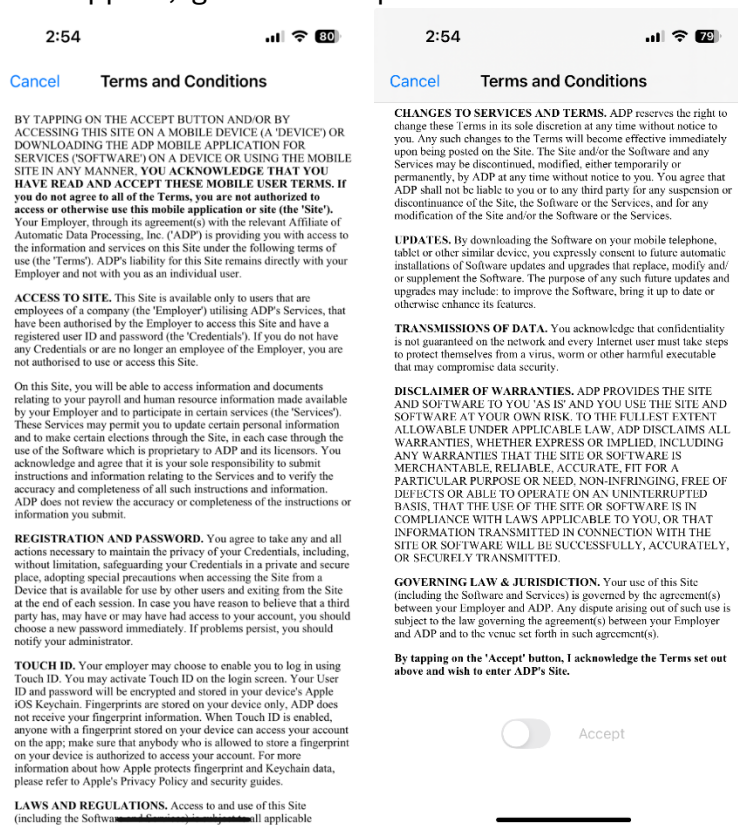 2:54
80
Cancel
Terms and Conditions
BY TAPPING ON THE ACCEPT BUTTON AND/OR BY
ACCESSING THIS SITE ON A MOBILE DEVICE (A 'DEVICE') OR
DOWNLOADING THE ADP MOBILE APPLICATION FOR
SERVICES ('SOFTWARE') ON A DEVICE OR USING THE MOBILE
SITE IN ANY MANNER, YOU ACKNOWLEDGE THAT YOU
HAVE READ AND ACCEPT THESE MOBILE USER TERMS. If
you do not agree to all of the Terms, you are not authorized to
access or otherwise use this mobile application or site (the 'Site').
Your Employer, through its agreement(s) with the relevant Affiliate of
Automatic Data Processing, Inc. ('ADP') is providing you with access to
the information and services on this Site under the following terms of
use (the 'Terms'). ADP's liability for this Site remains directly with your
Employer and not with you as an individual user.
ACCESS TO SITE. This Site is available only to users that are
employees of a company (the 'Employer') utilising ADP's Services, that
have been authorised by the Employer to access this Site and have a
registered user ID and password (the 'Credentials'). If you do not have
any Credentials or are no longer an employee of the Employer, you are
not authorised to use or access this Site.
On this Site, you will be able to access information and documents
relating to your payroll and human resource information made available
by your Employer and to participate in certain services (the 'Services').
These Services may permit you to update certain personal information
and to make certain elections through the Site, in each case through the
use of the Software which is proprietary to ADP and its licensors. You
acknowledge and agree that it is your sole responsibility to submit
instructions and information relating to the Services and to verify the
accuracy and completeness of all such instructions and information.
ADP does not review the accuracy or completeness of the instructions or
information you submit.
REGISTRATION AND PASSWORD. You agree to take any and all
actions necessary to maintain the privacy of your Credentials, including,
without limitation, safeguarding your Credentials in a private and secure
place, adopting special precautions when accessing the Site from a
Device that is available for use by other users and exiting from the Site
at the end of each session. In case you have reason to believe that a third
party has, may have or may have had access to your account, you should
choose a new password immediately. If problems persist, you should
notify your administrator.
TOUCH ID. Your employer may choose to enable you to log in using
Touch ID. You may activate Touch ID on the login screen. Your User
ID and password will be encrypted and stored in your device's Apple
iOS Keychain. Fingerprints are stored on your device only, ADP does
not receive your fingerprint information. When Touch ID is enabled,
anyone with a fingerprint stored on your device can access your account
on the app; make sure that anybody who is allowed to store a fingerprint
on your device is authorized to access your account. For more
information about how Apple protects fingerprint and Keychain data,
please refer to Apple's Privacy Policy and security guides.
LAWS AND REGULATIONS. Access to and use of this Site
(including the Software and Services) is subject to all applicable
2:54
79
Cancel
Terms and Conditions
CHANGES TO SERVICES AND TERMS. ADP reserves the right to
change these Terms in its sole discretion at any time without notice to
you. Any such changes to the Terms will become effective immediately
upon being posted on the Site. The Site and/or the Software and any
Services may be discontinued, modified, either temporarily or
permanently, by ADP at any time without notice to you. You agree that
ADP shall not be liable to you or to any third party for any suspension or
discontinuance of the Site, the Software or the Services, and for any
modification of the Site and/or the Software or the Services.
UPDATES. By downloading the Software on your mobile telephone,
tablet or other similar device, you expressly consent to future automatic
installations of Software updates and upgrades that replace, modify and/
or supplement the Software. The purpose of any such future updates and
upgrades may include: to improve the Software, bring it up to date or
otherwise enhance its features.
TRANSMISSIONS OF DATA. You acknowledge that confidentiality
is not guaranteed on the network and every Internet user must take steps
to protect themselves from a virus, worm or other harmful executable
that may compromise data security.
DISCLAIMER OF WARRANTIES. ADP PROVIDES THE SITE
AND SOFTWARE TO YOU 'AS IS' AND YOU USE THE SITE AND
SOFTWARE AT YOUR OWN RISK. TO THE FULLEST EXTENT
ALLOWABLE UNDER APPLICABLE LAW, ADP DISCLAIMS ALL
WARRANTIES, WHETHER EXPRESS OR IMPLIED, INCLUDING
ANY WARRANTIES THAT THE SITE OR SOFTWARE IS
MERCHANTABLE, RELIABLE, ACCURATE, FIT FOR A
PARTICULAR PURPOSE OR NEED, NON-INFRINGING, FREE OF
DEFECTS OR ABLE TO OPERATE ON AN UNINTERRUPTED
BASIS, THAT THE USE OF THE SITE OR SOFTWARE IS IN
COMPLIANCE WITH LAWS APPLICABLE TO YOU, OR THAT
INFORMATION TRANSMITTED IN CONNECTION WITH THE
SITE OR SOFTWARE WILL BE SUCCESSFULLY, ACCURATELY,
OR SECURELY TRANSMITTED.
GOVERNING LAW & JURISDICTION. Your use of this Site
(including the Software and Services) is governed by the agreement(s)
between your Employer and ADP. Any dispute arising out of such use is
subject to the law governing the agreement(s) between your Employer
and ADP and to the venue set forth in such agreement(s).
By tapping on the 'Accept' button, I acknowledge the Terms set out
above and wish to enter ADP's Site.
Accept